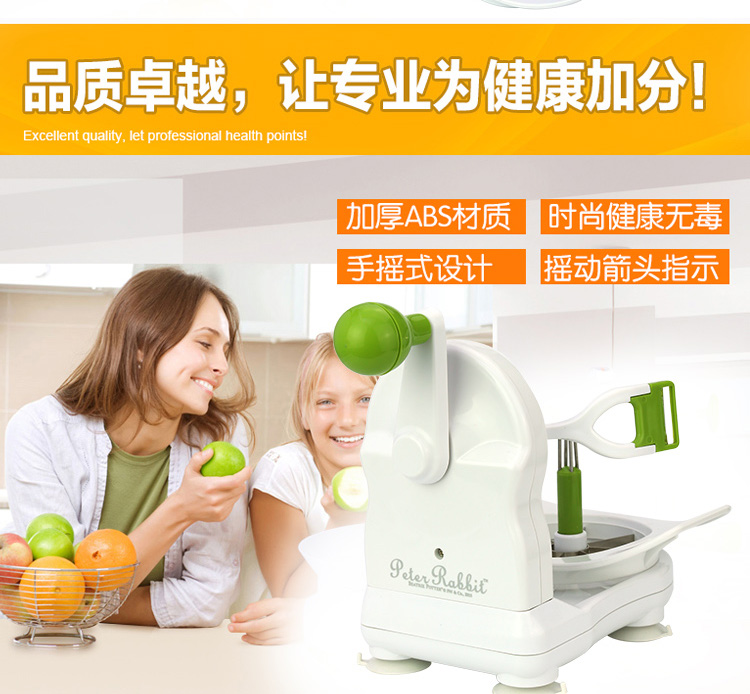 品质卓越，让专业为健康加分！
Excellent quality, let professional health points!
加厚ABS材质
时尚健康无毒
手摇式设计
摇动箭头指示
Peter Rabbit™